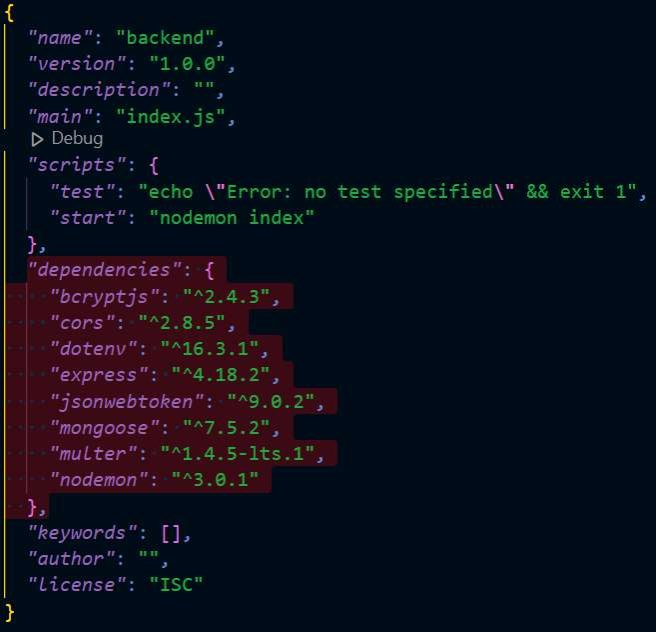 {
"name": "backend",
"version": "1.0.0",
"description": "",
"main": "index.js",
Debug
"scripts": {
"test": "echo \"Error: no test specified\" && exit 1",
"start": "nodemon index"
},
"dependencies": {
"bcryptjs": "^2.4.3",
"cors": "^2.8.5",
"dotenv": "^16.3.1",
"express": "^4.18.2",
"jsonwebtoken": "^9.0.2",
"mongoose": "^7.5.2",
"multer": "^1.4.5-lts.1",
"nodemon": "^3.0.1"
},
"keywords": [],
"author": "",
"license": "ISC"
}